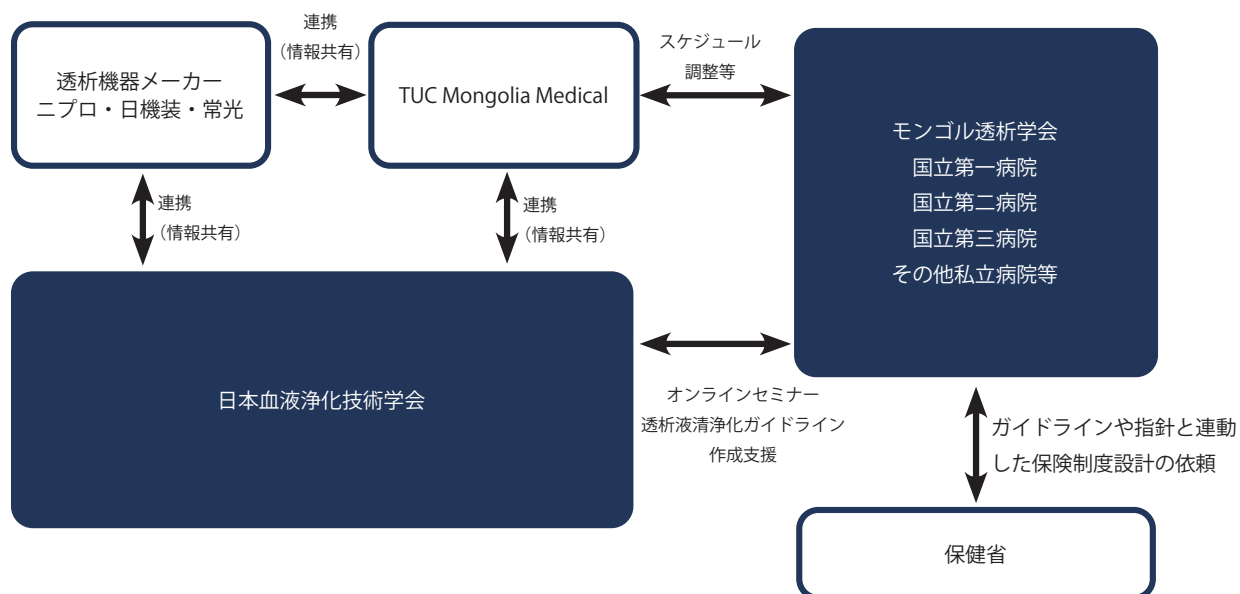 透析機器メーカー
ニプロ・日機装・常光
連携
（情報共有）
TUC Mongolia Medical
スケジュール
調整等
モンゴル透析学会
国立第一病院
国立第二病院
国立第三病院
その他私立病院等
連携
（情報共有）
連携
（情報共有）
日本血液浄化技術学会
オンラインセミナー
透析液清浄化ガイドライン
作成支援
ガイドラインや指針と連動
した保険制度設計の依頼
保健省